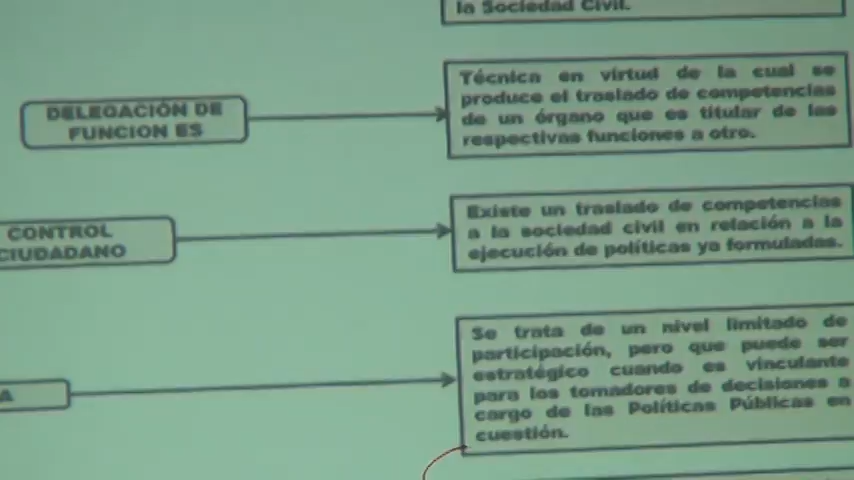 la Sociedad Civil.
DELEGACIÓN DE
FUNCION ES
Técnica en virtud de la cual se
produce el traslado de competencias
de un órgano que es titular de las
respectivas funciones a otro.
CONTROL
CIUDADANO
Existe un traslado de competencias
a la sociedad civil en relación a la
ejecución de políticas ya formuladas.
A
Se trata de un nivel limitado de
participación, pero que puede ser
estratégico cuando es vinculante
para los tomadores de decisiones a
cargo de las Políticas Públicas en
cuestión.